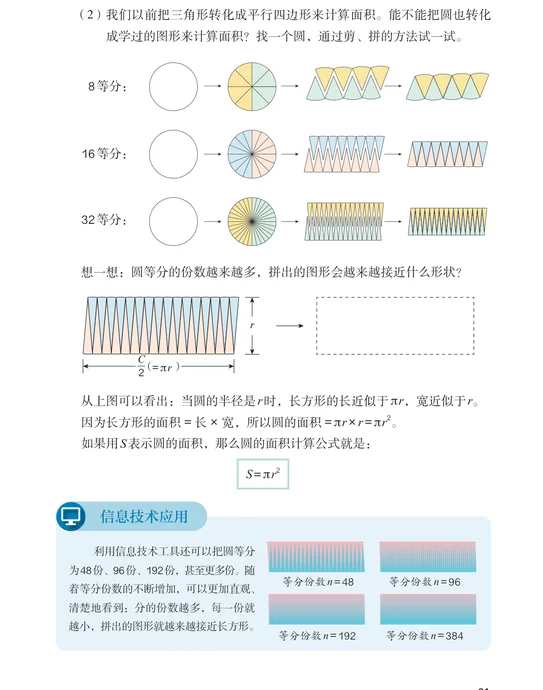 （2）我们以前把三角形转化成平行四边形来计算面积。能不能把圆也转化
成学过的图形来计算面积？找一个圆，通过剪、拼的方法试一试。
8等分：
16等分：
32等分：
想一想：圆等分的份数越来越多，拼出的图形会越来越接近什么形状？
r
C/2(=πr)
从上图可以看出：当圆的半径是r时，长方形的长近似于πr，宽近似于r。
因为长方形的面积=长×宽，所以圆的面积=πr×r=πr²。
如果用S表示圆的面积，那么圆的面积计算公式就是：
S=πr²
信息技术应用
利用信息技术工具还可以把圆等分
为48份、96份、192份，甚至更多份。随
着等分份数的不断增加，可以更加直观、
清楚地看到：分的份数越多，每一份就
越小，拼出的图形就越来越接近长方形。
等分份数n=48
等分份数n=96
等分份数n=192
等分份数n=384